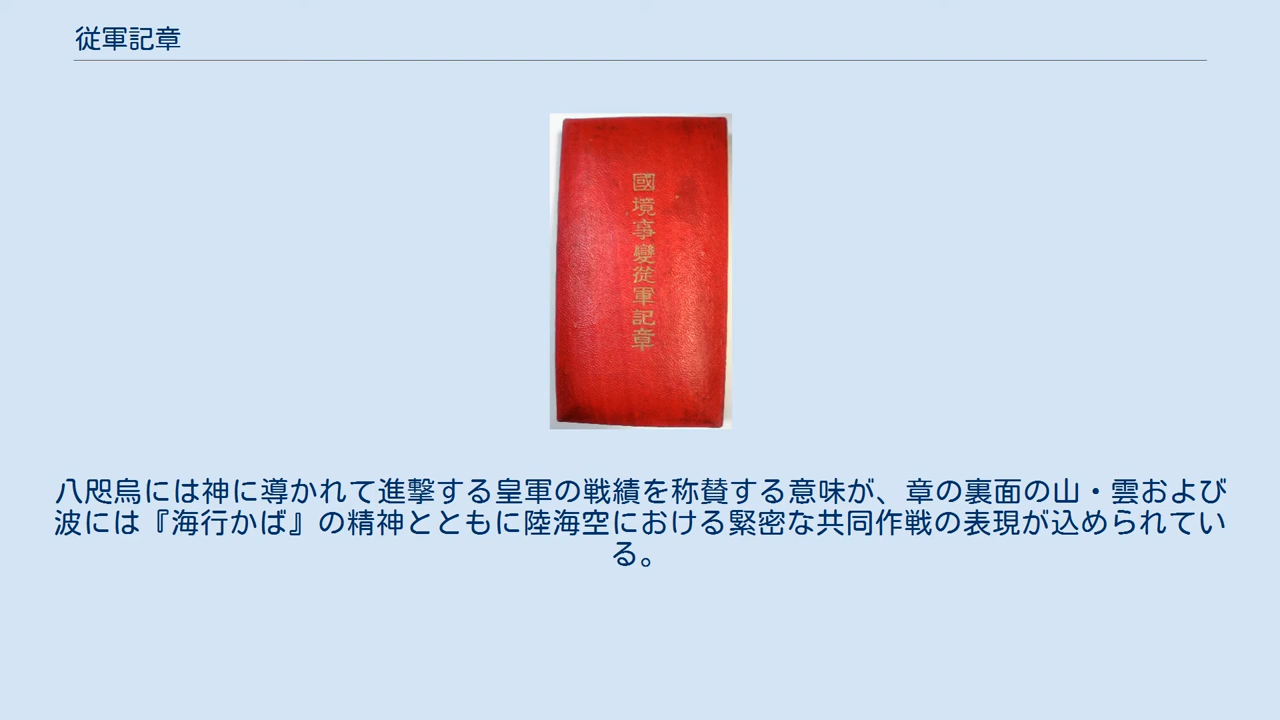 従軍記章
國境事變從軍記章
八咫烏には神に導かれて進撃する皇軍の戦績を称賛する意味が、章の裏面の山・雲および
波には『海行かば』の精神とともに陸海空における緊密な共同作戦の表現が込められてい
る。